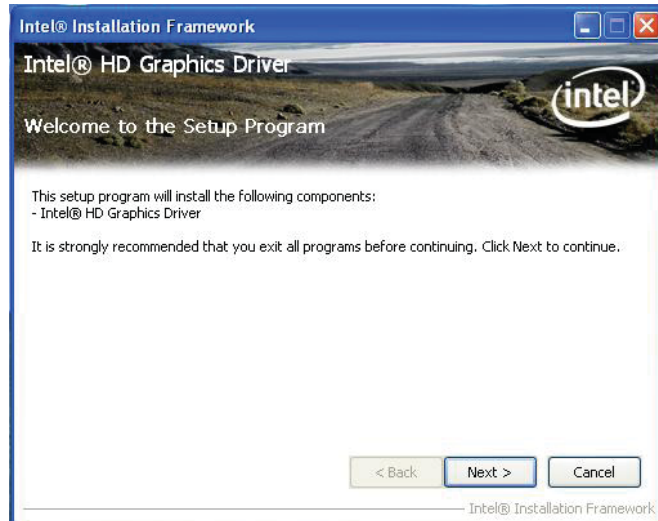 Intel® Installation Framework
Intel® HD Graphics Driver
intel
Welcome to the Setup Program
This setup program will install the following components:
- Intel® HD Graphics Driver
It is strongly recommended that you exit all programs before continuing. Click Next to continue.
< Back Next > Cancel
Intel® Installation Framework